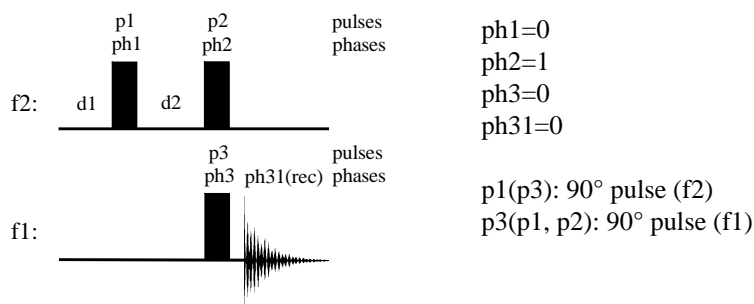 p1 p2 pulses
ph1 ph2 phases
f2: d1 d2
p3 pulses
ph3 ph31(rec) phases
f1:
ph1=0
ph2=1
ph3=0
ph31=0
p1(p3): 90° pulse (f2)
p3(p1, p2): 90° pulse (f1)